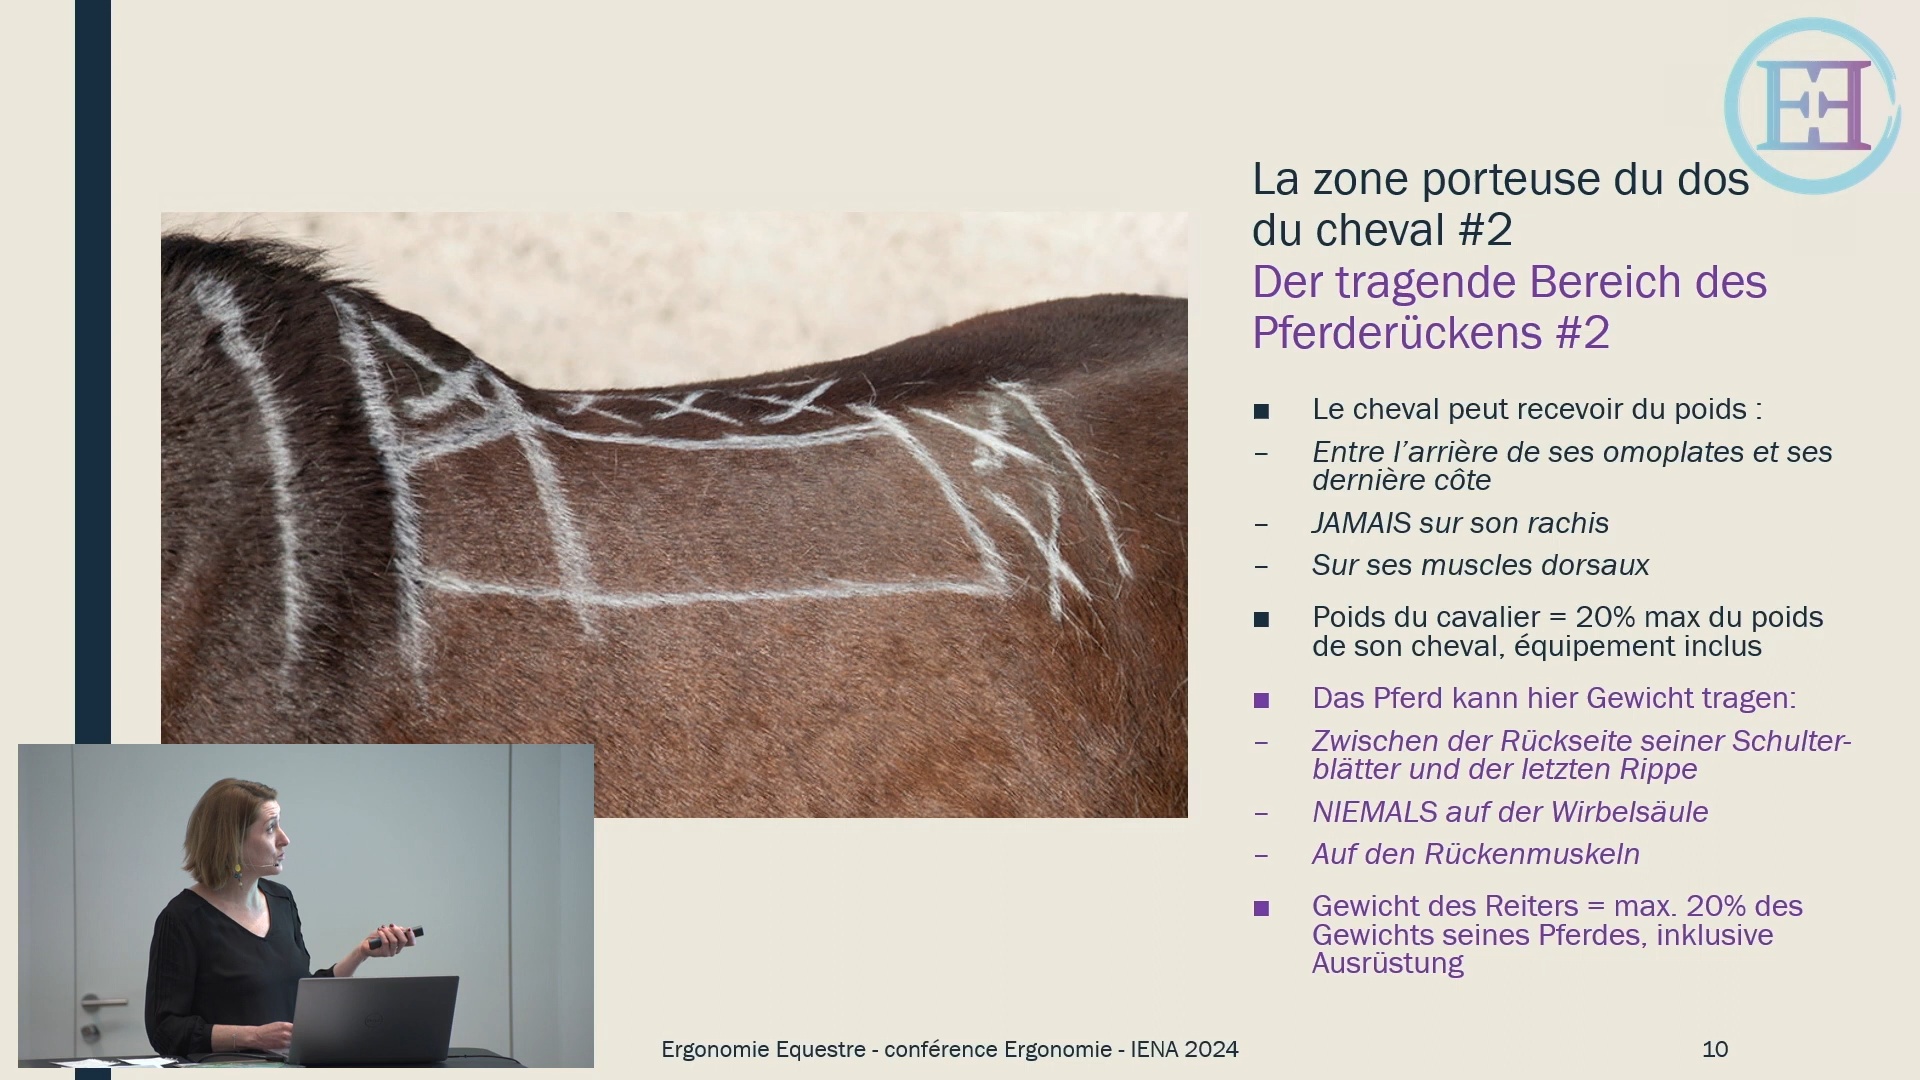 La zone porteuse du dos
du cheval #2
Der tragende Bereich des
Pferderückens #2
■ Le cheval peut recevoir du poids :
– Entre l’arrière de ses omoplates et ses
dernière côte
– JAMAIS sur son rachis
– Sur ses muscles dorsaux
■ Poids du cavalier = 20% max du poids
de son cheval, équipement inclus
■ Das Pferd kann hier Gewicht tragen:
– Zwischen der Rückseite seiner Schulter-
blätter und der letzten Rippe
– NIEMALS auf der Wirbelsäule
– Auf den Rückenmuskeln
■ Gewicht des Reiters = max. 20% des
Gewichts seines Pferdes, inklusive
Ausrüstung
Ergonomie Equestre - conférence Ergonomie - IENA 2024
10